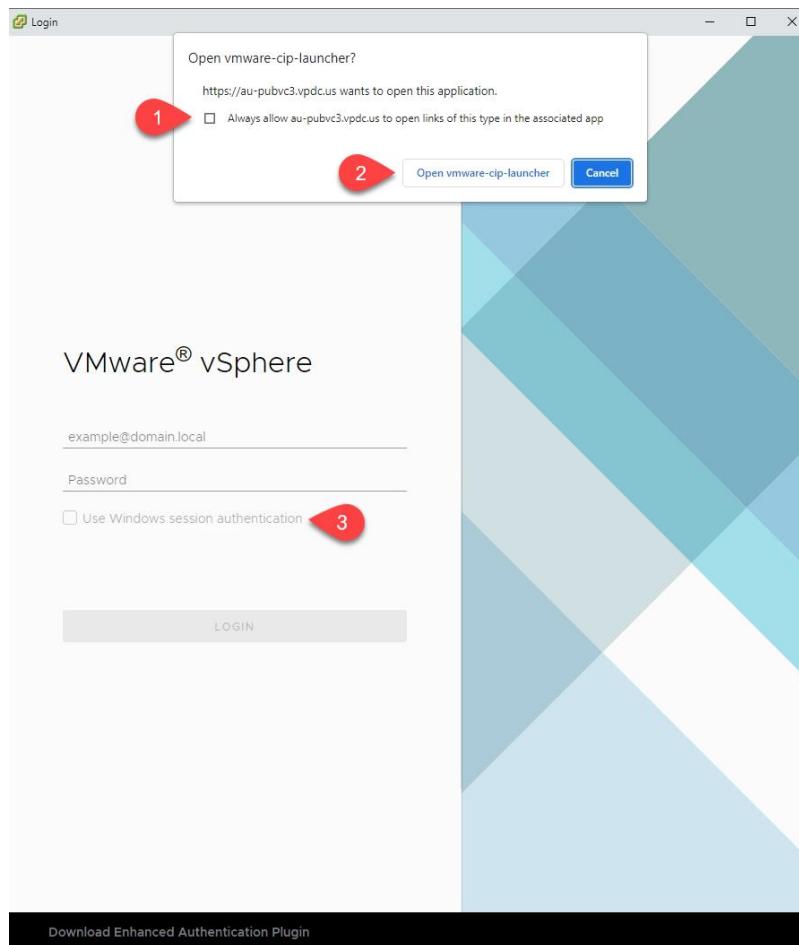 Login
Open vmware-cip-launcher?
https://au-pubvc3.vpdc.us wants to open this application.
1
Always allow au-pubvc3.vpdc.us to open links of this type in the associated app
2
Open vmware-cip-launcher
Cancel
VMware® vSphere
example@domain.local
Password
Use Windows session authentication
3
LOGIN
Download Enhanced Authentication Plugin